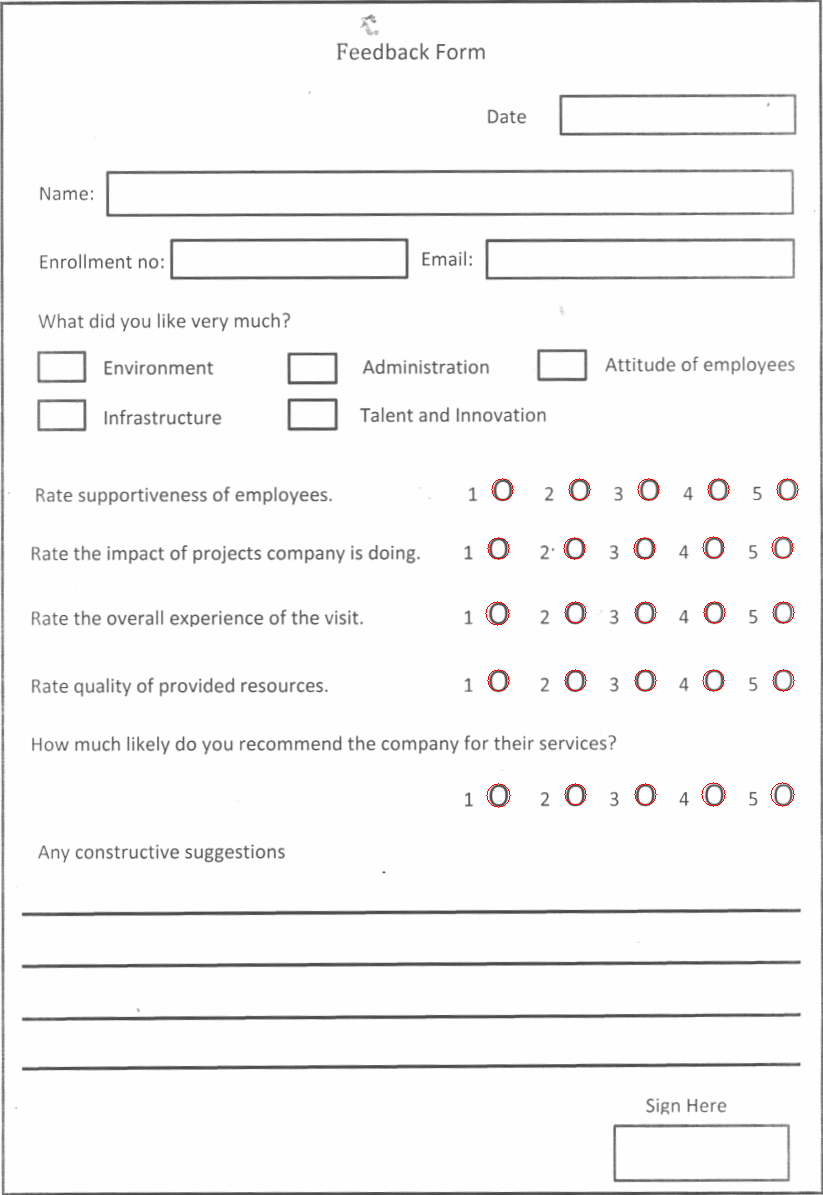 Feedback Form
Date
Name:
Enrollment no: Email:
What did you like very much?
Environment Administration Attitude of employees
Infrastructure Talent and Innovation
Rate supportiveness of employees. 1 O 2 O 3 O 4 O 5 O
Rate the impact of projects company is doing. 1 O 2 O 3 O 4 O 5 O
Rate the overall experience of the visit. 1 O 2 O 3 O 4 O 5 O
Rate quality of provided resources. 1 O 2 O 3 O 4 O 5 O
How much likely do you recommend the company for their services?
1 O 2 O 3 O 4 O 5 O
Any constructive suggestions
Sign Here